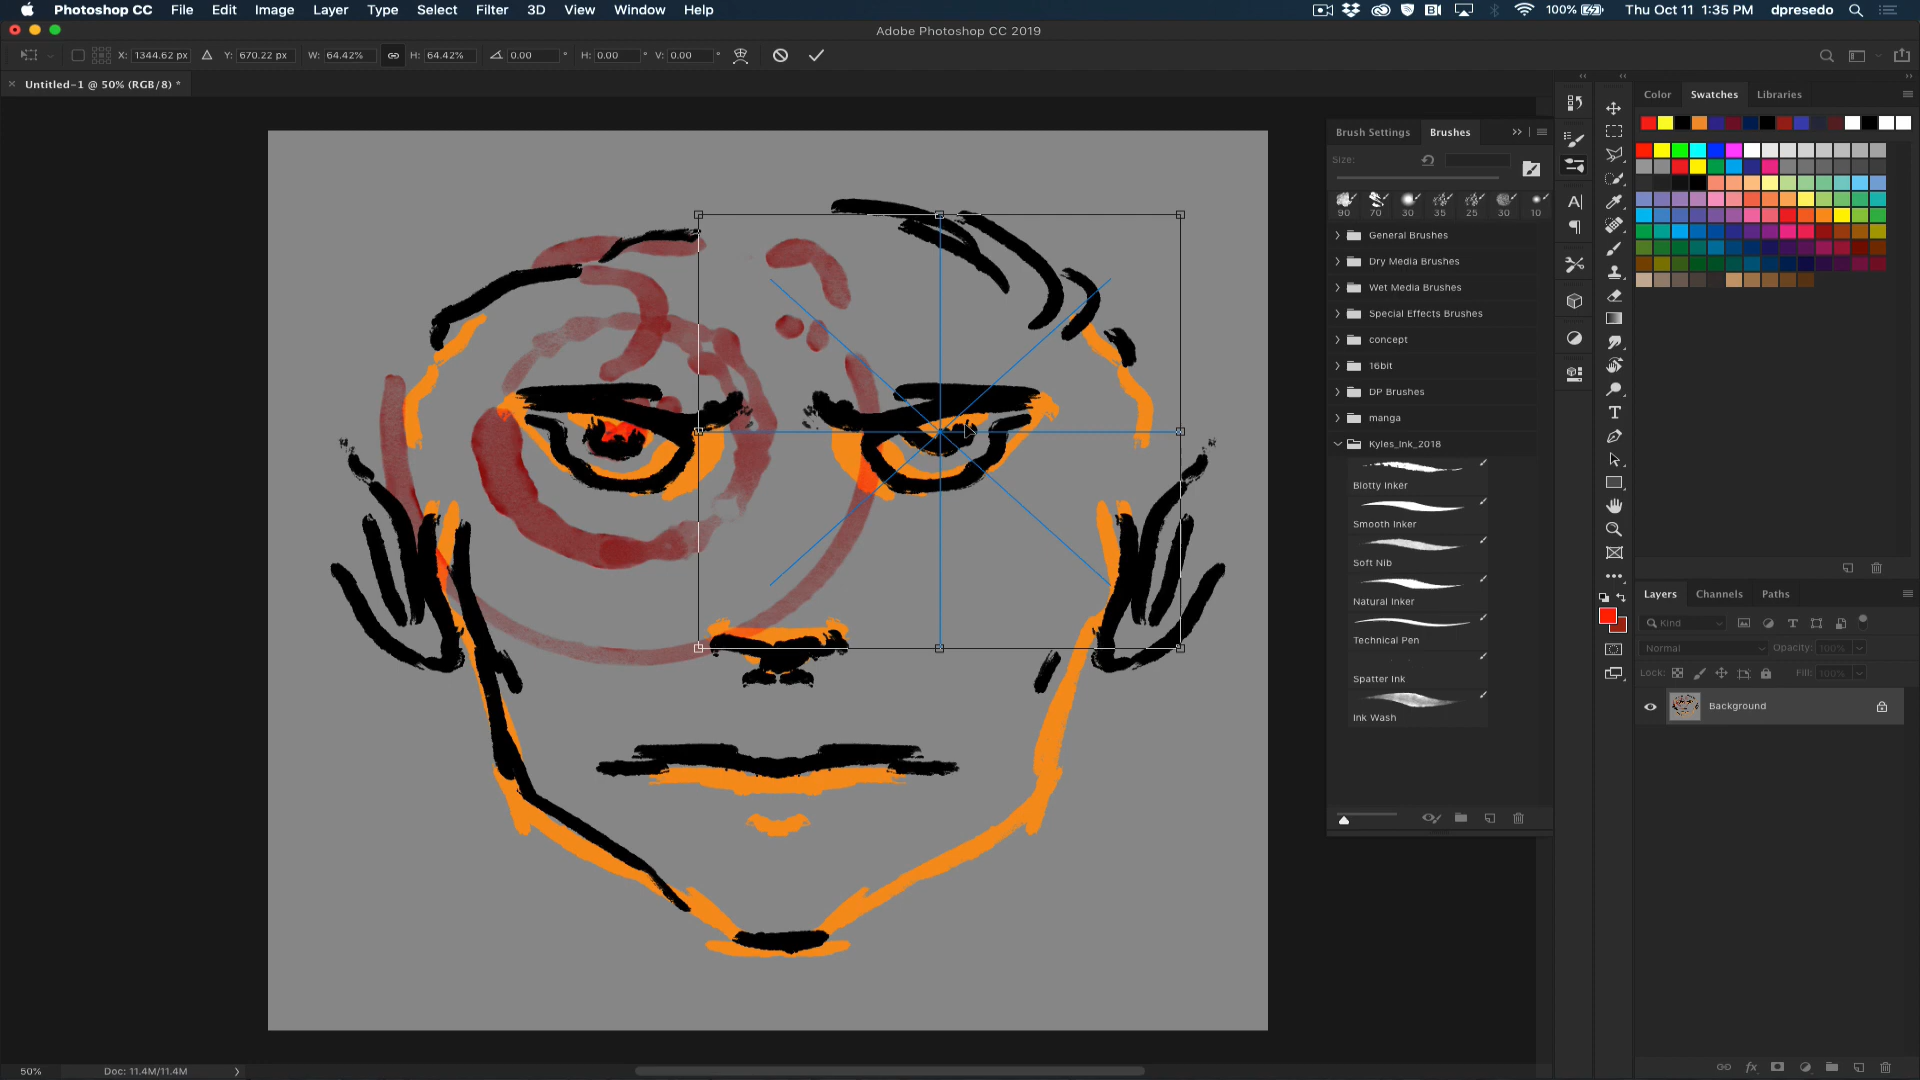 Photoshop CC File Edit Image Layer Type Select Filter 3D View Window Help 100% Thu Oct 11 1:35 PM dpresedo
Adobe Photoshop CC 2019
X: 1344.62 px Y: 670.22 px W: 64.42% H: 64.42% 0.00 ° H: 0.00 ° V: 0.00 °
Untitled-1 @ 50% (RGB/8) *
Color Swatches Libraries
Brush Settings Brushes
Size:
90 70 30 35 25 30 10
General Brushes
Dry Media Brushes
Wet Media Brushes
Special Effects Brushes
concept
16bit
DP Brushes
manga
Kyles_Ink_2018
Blotty Inker
Smooth Inker
Soft Nib
Natural Inker
Technical Pen
Spatter Ink
Ink Wash
Layers Channels Paths
Kind
Normal Opacity: 100%
Lock: Fill: 100%
Background
50% Doc: 11.4M/11.4M